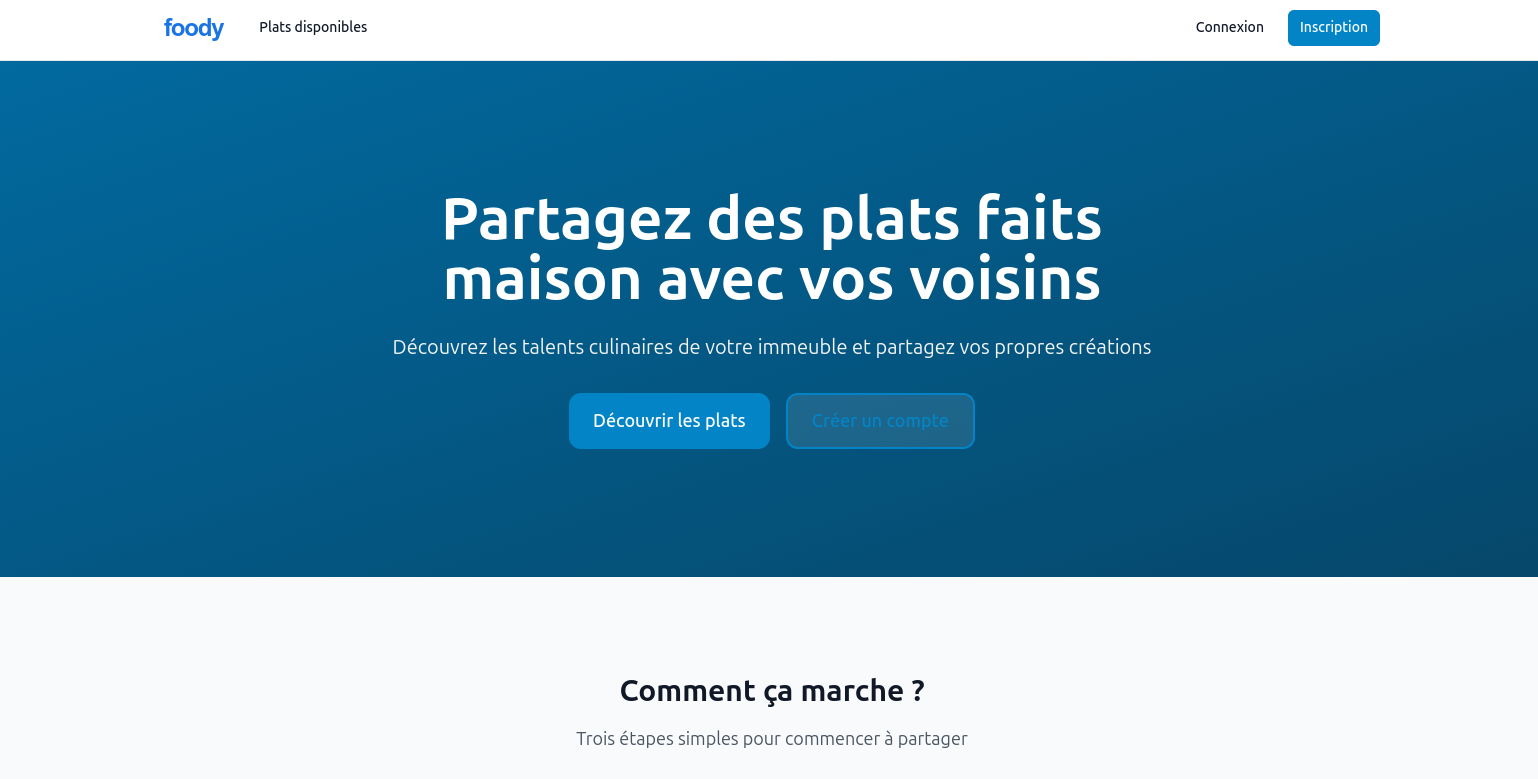 foody
Plats disponibles
Connexion
Inscription
Partagez des plats faits
maison avec vos voisins
Découvrez les talents culinaires de votre immeuble et partagez vos propres créations
Découvrir les plats
Créer un compte
Comment ça marche ?
Trois étapes simples pour commencer à partager